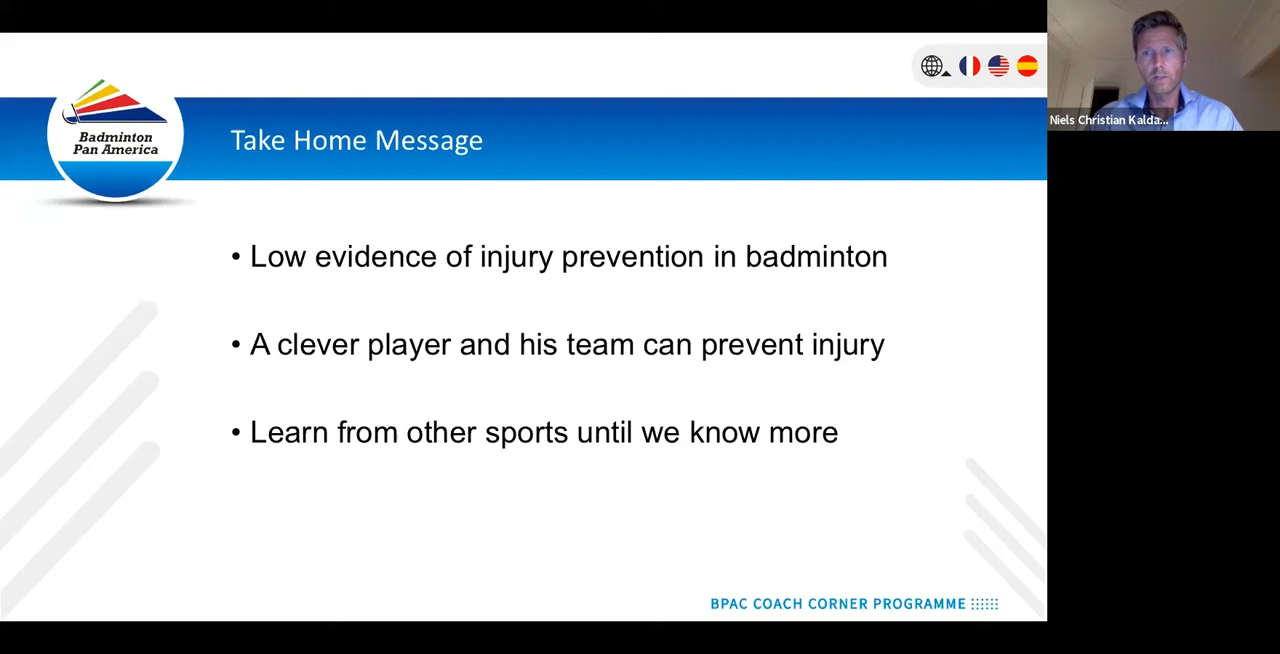 Badminton
Pan America
Take Home Message
Niels Christian Kalda...
• Low evidence of injury prevention in badminton
• A clever player and his team can prevent injury
• Learn from other sports until we know more
BPAC COACH CORNER PROGRAMME